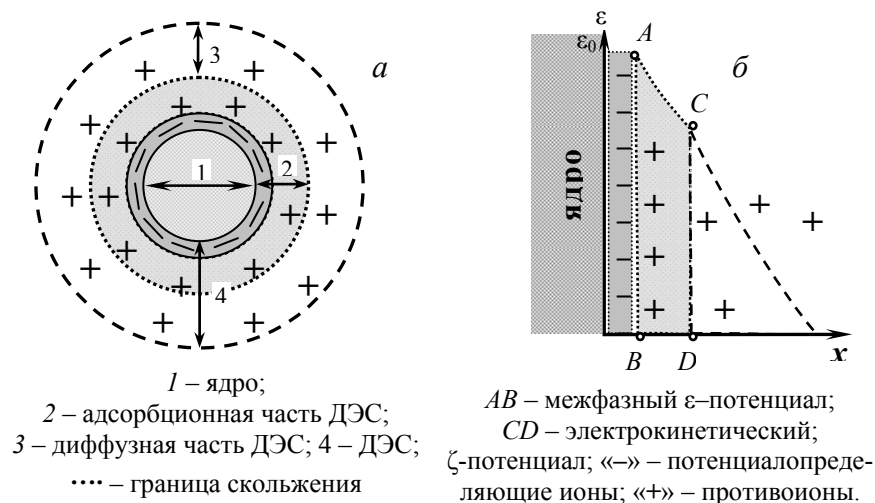 а
3
1
2
4
1 – ядро;
2 – адсорбционная часть ДЭС;
3 – диффузная часть ДЭС; 4 – ДЭС;
···· – граница скольжения
ε
ε₀
A
б
C
ядро
B
D
x
AB – межфазный ε–потенциал;
CD – электрокинетический;
ζ-потенциал; «–» – потенциалопреде-
ляющие ионы; «+» – противоионы.